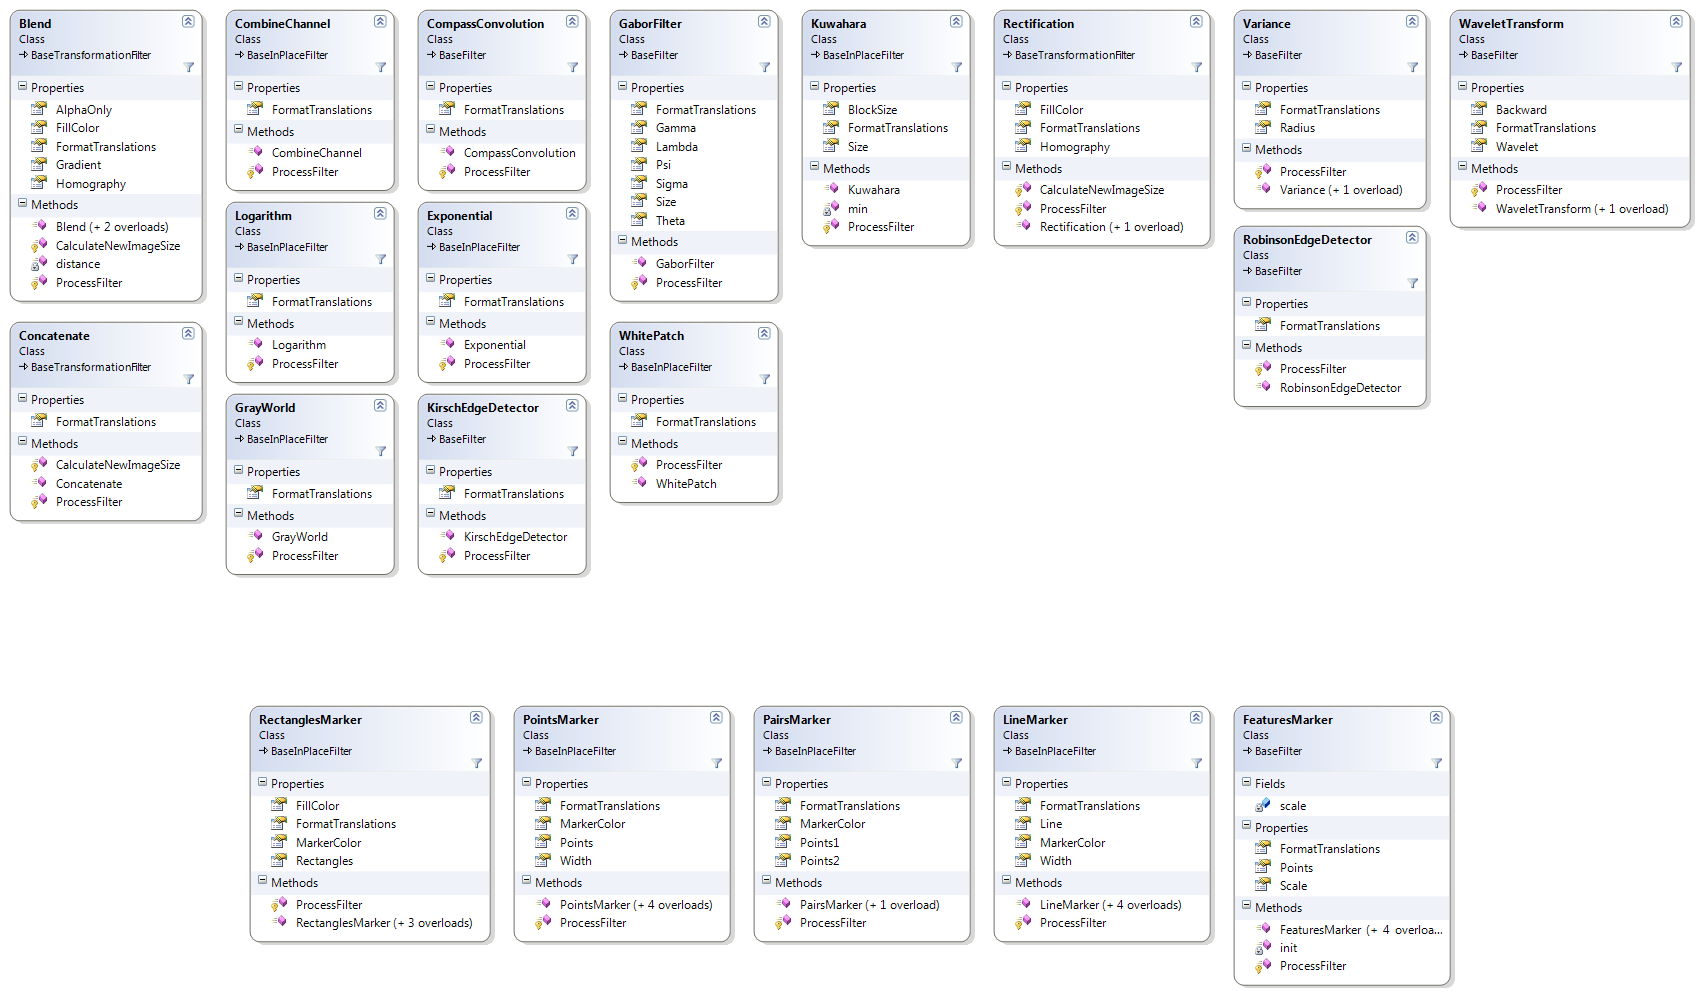 Blend
Class
BaseTransformationFilter
Properties
AlphaOnly
FillColor
FormatTranslations
Gradient
Homography
Methods
Blend (+ 2 overloads)
CalculateNewImageSize
distance
ProcessFilter
CombineChannel
Class
BaseInPlaceFilter
Properties
FormatTranslations
Methods
CombineChannel
ProcessFilter
CompassConvolution
Class
BaseFilter
Properties
FormatTranslations
Methods
CompassConvolution
ProcessFilter
GaborFilter
Class
BaseFilter
Properties
FormatTranslations
Gamma
Lambda
Psi
Sigma
Size
Theta
Methods
GaborFilter
ProcessFilter
Kuwahara
Class
BaseInPlaceFilter
Properties
BlockSize
FormatTranslations
Size
Methods
Kuwahara
min
ProcessFilter
Rectification
Class
BaseTransformationFilter
Properties
FillColor
FormatTranslations
Homography
Methods
CalculateNewImageSize
ProcessFilter
Rectification (+ 1 overload)
Variance
Class
BaseFilter
Properties
FormatTranslations
Radius
Methods
ProcessFilter
Variance (+ 1 overload)
WaveletTransform
Class
BaseFilter
Properties
Backward
FormatTranslations
Wavelet
Methods
ProcessFilter
WaveletTransform (+ 1 overload)
Logarithm
Class
BaseInPlaceFilter
Properties
FormatTranslations
Methods
Logarithm
ProcessFilter
Exponential
Class
BaseInPlaceFilter
Properties
FormatTranslations
Methods
Exponential
ProcessFilter
RobinsonEdgeDetector
Class
BaseFilter
Properties
FormatTranslations
Methods
ProcessFilter
RobinsonEdgeDetector
Concatenate
Class
BaseTransformationFilter
Properties
FormatTranslations
Methods
CalculateNewImageSize
Concatenate
ProcessFilter
WhitePatch
Class
BaseInPlaceFilter
Properties
FormatTranslations
Methods
ProcessFilter
WhitePatch
GrayWorld
Class
BaseInPlaceFilter
Properties
FormatTranslations
Methods
GrayWorld
ProcessFilter
KirschEdgeDetector
Class
BaseFilter
Properties
FormatTranslations
Methods
KirschEdgeDetector
ProcessFilter
RectanglesMarker
Class
BaseInPlaceFilter
Properties
FillColor
FormatTranslations
MarkerColor
Rectangles
Methods
ProcessFilter
RectanglesMarker (+ 3 overloads)
PointsMarker
Class
BaseInPlaceFilter
Properties
FormatTranslations
MarkerColor
Points
Width
Methods
PointsMarker (+ 4 overloads)
ProcessFilter
PairsMarker
Class
BaseInPlaceFilter
Properties
FormatTranslations
MarkerColor
Points1
Points2
Methods
PairsMarker (+ 1 overload)
ProcessFilter
LineMarker
Class
BaseInPlaceFilter
Properties
FormatTranslations
Line
MarkerColor
Width
Methods
LineMarker (+ 4 overloads)
ProcessFilter
FeaturesMarker
Class
BaseFilter
Fields
scale
Properties
FormatTranslations
Points
Scale
Methods
FeaturesMarker (+ 4 overloa...
init
ProcessFilter